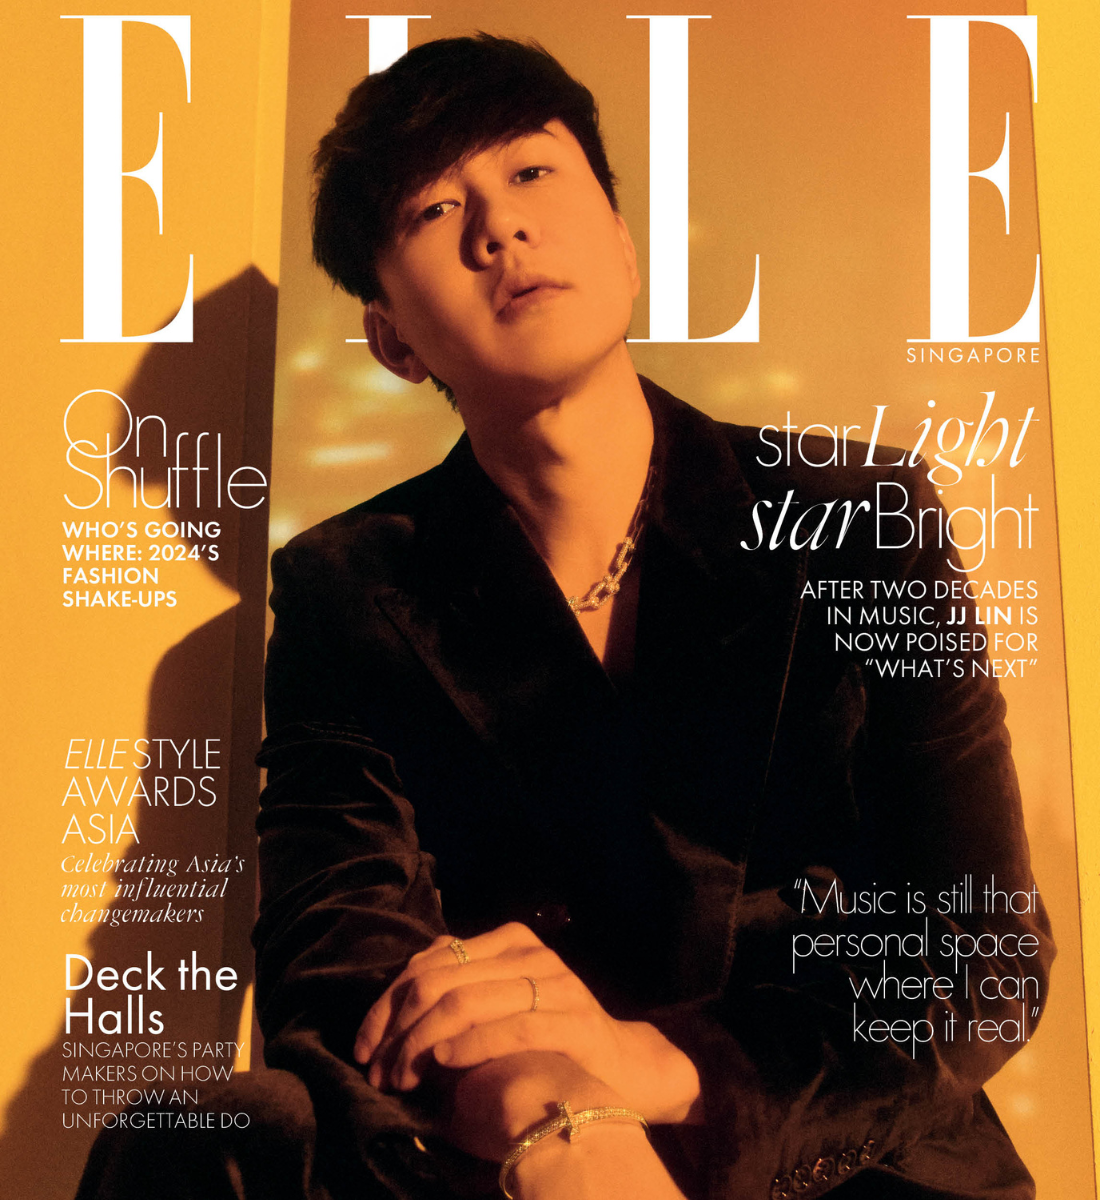 ELLE
SINGAPORE
On
Shuffle
WHO'S GOING
WHERE: 2024'S
FASHION
SHAKE-UPS
starLight
starBright
AFTER TWO DECADES
IN MUSIC, JJ LIN IS
NOW POISED FOR
“WHAT'S NEXT”
ELLE STYLE
AWARDS
ASIA
Celebrating Asia's
most influential
changemakers
Deck the
Halls
SINGAPORE'S PARTY
MAKERS ON HOW
TO THROW AN
UNFORGETTABLE DO
“Music is still that
personal space
where I can
keep it real.”